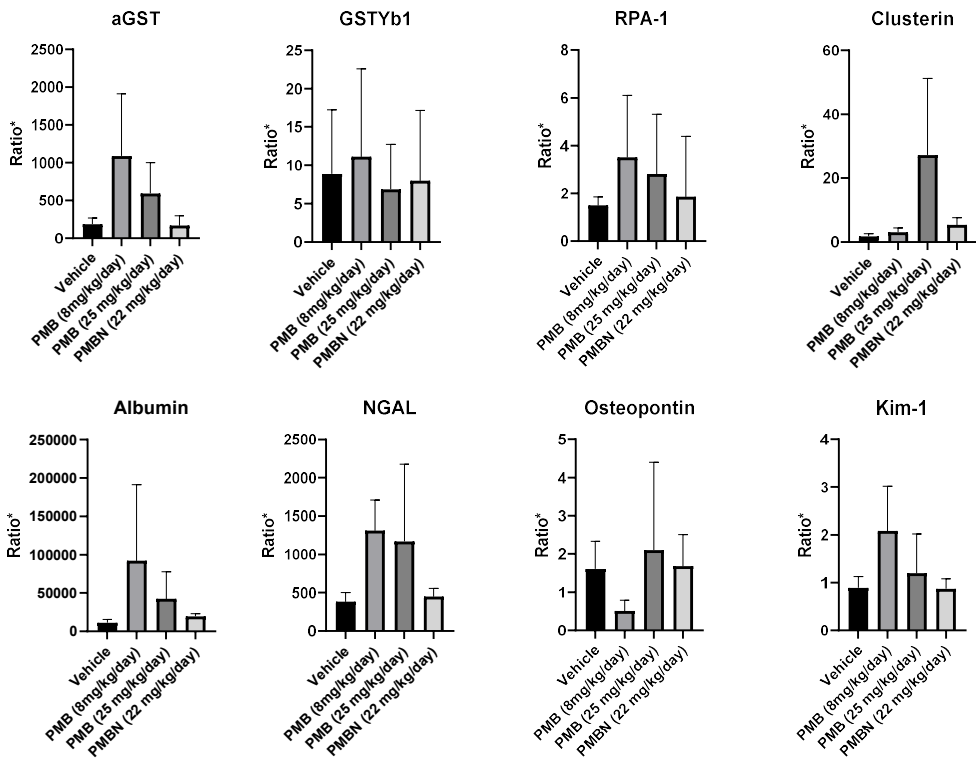 aGST
GSTYb1
RPA-1
Clusterin
2500
2000
1500
1000
500
0
Ratio*
Vehicle
PMB (8mg/kg/day)
PMB (25 mg/kg/day)
PMBN (22 mg/kg/day)
25
20
15
10
5
0
Ratio*
Vehicle
PMB (8mg/kg/day)
PMB (25 mg/kg/day)
PMBN (22 mg/kg/day)
8
6
4
2
0
Ratio*
Vehicle
PMB (8mg/kg/day)
PMB (25 mg/kg/day)
PMBN (22 mg/kg/day)
60
40
20
0
Ratio*
Vehicle
PMB (8mg/kg/day)
PMB (25 mg/kg/day)
PMBN (22 mg/kg/day)
Albumin
NGAL
Osteopontin
Kim-1
250000
200000
150000
100000
50000
0
Ratio*
Vehicle
PMB (8mg/kg/day)
PMB (25 mg/kg/day)
PMBN (22 mg/kg/day)
2500
2000
1500
1000
500
0
Ratio*
Vehicle
PMB (8mg/kg/day)
PMB (25 mg/kg/day)
PMBN (22 mg/kg/day)
5
4
3
2
1
0
Ratio*
Vehicle
PMB (8mg/kg/day)
PMB (25 mg/kg/day)
PMBN (22 mg/kg/day)
4
3
2
1
0
Ratio*
Vehicle
PMB (8mg/kg/day)
PMB (25 mg/kg/day)
PMBN (22 mg/kg/day)